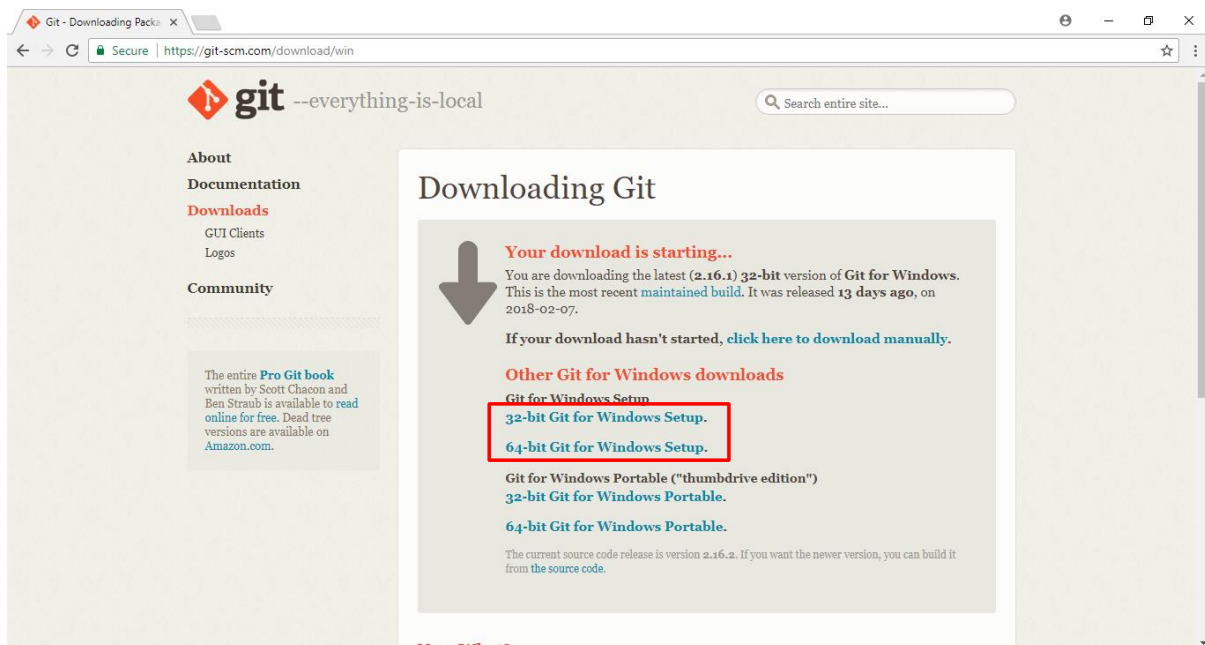 Git - Downloading Packa
Secure | https://git-scm.com/download/win
git --everything-is-local
Search entire site...
About
Documentation
Downloads
GUI Clients
Logos
Community
The entire Pro Git book
written by Scott Chacon and
Ben Straub is available to read
online for free. Dead tree
versions are available on
Amazon.com.
Downloading Git
Your download is starting...
You are downloading the latest (2.16.1) 32-bit version of Git for Windows.
This is the most recent maintained build. It was released 13 days ago, on
2018-02-07.
If your download hasn't started, click here to download manually.
Other Git for Windows downloads
Git for Windows Setup
32-bit Git for Windows Setup.
64-bit Git for Windows Setup.
Git for Windows Portable ("thumbdrive edition")
32-bit Git for Windows Portable.
64-bit Git for Windows Portable.
The current source code release is version 2.16.2. If you want the newer version, you can build it
from the source code.